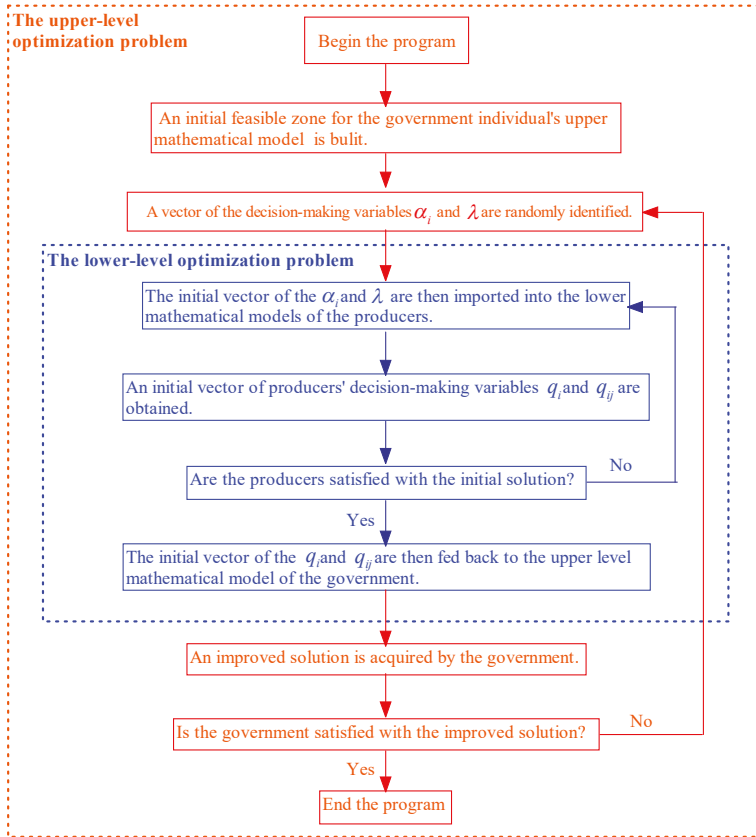 The upper-level
optimization problem
Begin the program
An initial feasible zone for the government individual's upper
mathematical model is bulit.
A vector of the decision-making variables αᵢ and λ are randomly identified.
The lower-level optimization problem
The initial vector of the αᵢ and λ are then imported into the lower
mathematical models of the producers.
An initial vector of producers' decision-making variables qᵢ and qᵢⱼ are
obtained.
Are the producers satisfied with the initial solution?
No
Yes
The initial vector of the qᵢ and qᵢⱼ are then fed back to the upper level
mathematical model of the government.
An improved solution is acquired by the government.
Is the government satisfied with the improved solution?
No
Yes
End the program